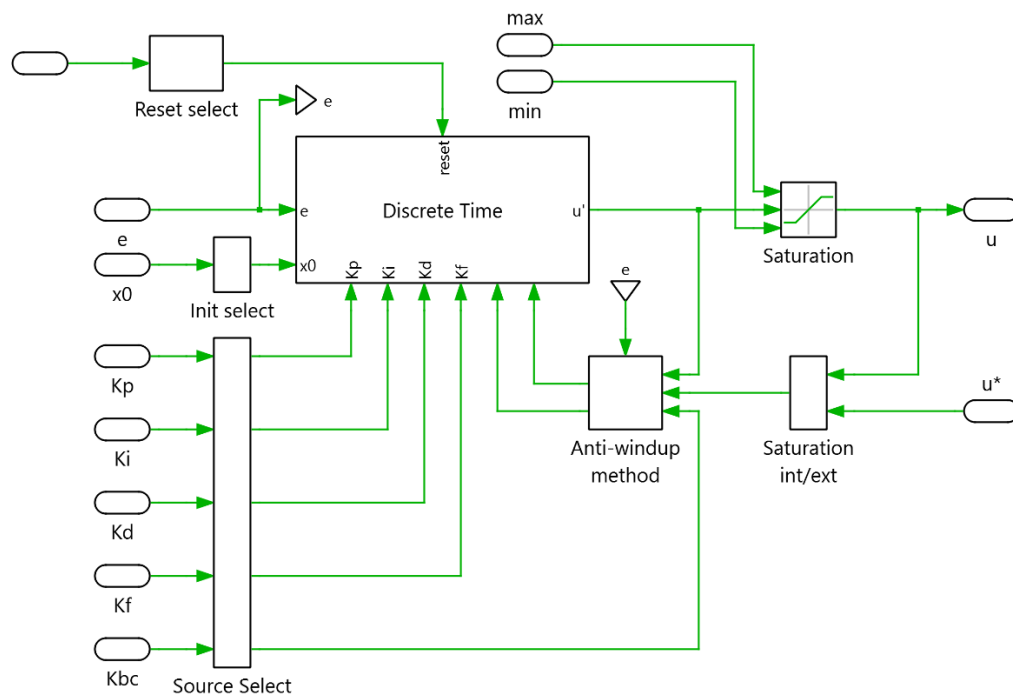 max
min
Reset select
e
reset
Discrete Time
e
u'
e
x0
Init select
x0
Kp
Ki
Kd
Kf
Saturation
u
e
Kp
Ki
Kd
Kf
Kbc
Source Select
Anti-windup
method
Saturation
int/ext
u*